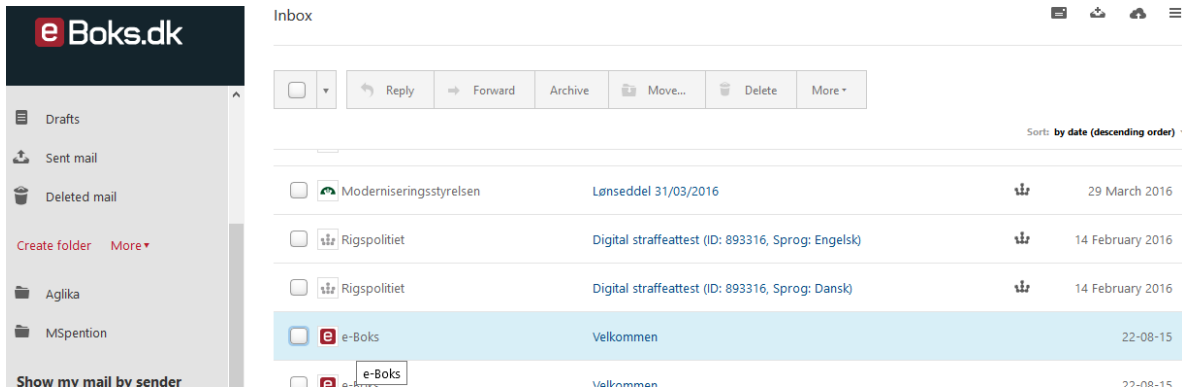 e Boks.dk
Drafts
Sent mail
Deleted mail
Create folder More
Aglika
MSpention
Show my mail by sender
Inbox
Reply Forward Archive Move... Delete More
Sort: by date (descending order)
Moderniseringsstyrelsen Lønseddel 31/03/2016 29 March 2016
Rigspolitiet Digital straffeattest (ID: 893316, Sprog: Engelsk) 14 February 2016
Rigspolitiet Digital straffeattest (ID: 893316, Sprog: Dansk) 14 February 2016
e e-Boks Velkommen 22-08-15
e-Boks
e e-Boks Velkommen 22-08-15